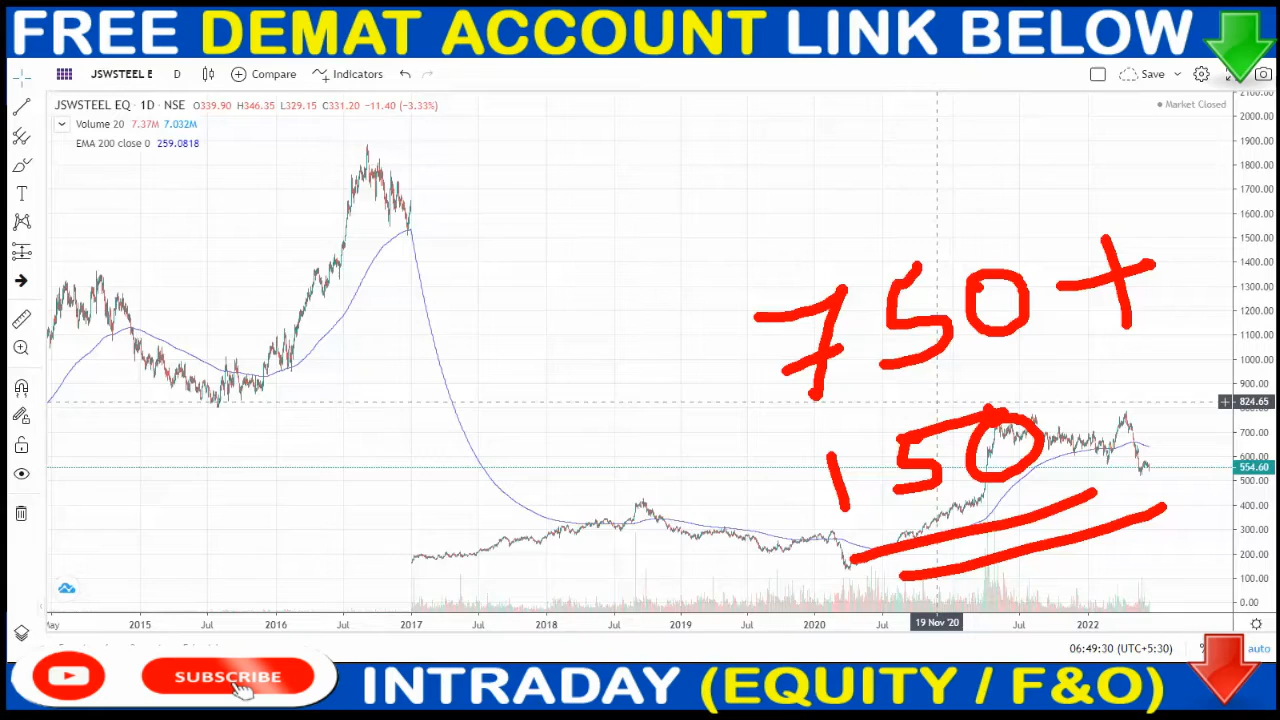 FREE DEMAT ACCOUNT LINK BELOW
JSWSTEEL E D Compare Indicators Save
JSWSTEEL EQ · 1D · NSE O339.90 H346.35 L329.15 C331.20 −11.40 (−3.33%)
Market Closed
Volume 20 7.37M 7.032M
EMA 200 close 0 259.0818
2100.00
2000.00
1900.00
1800.00
1700.00
1600.00
1500.00
1400.00
1300.00
1200.00
1100.00
1000.00
900.00
824.65
700.00
600.00
554.60
500.00
400.00
300.00
200.00
100.00
0.00
750+
150
2015 Jul 2016 Jul 2017 Jul 2018 Jul 2019 Jul 2020 Jul 19 Nov '20 Jul 2022
06:49:30 (UTC+5:30) % auto
SUBSCRIBE
INTRADAY (EQUITY / F&O)